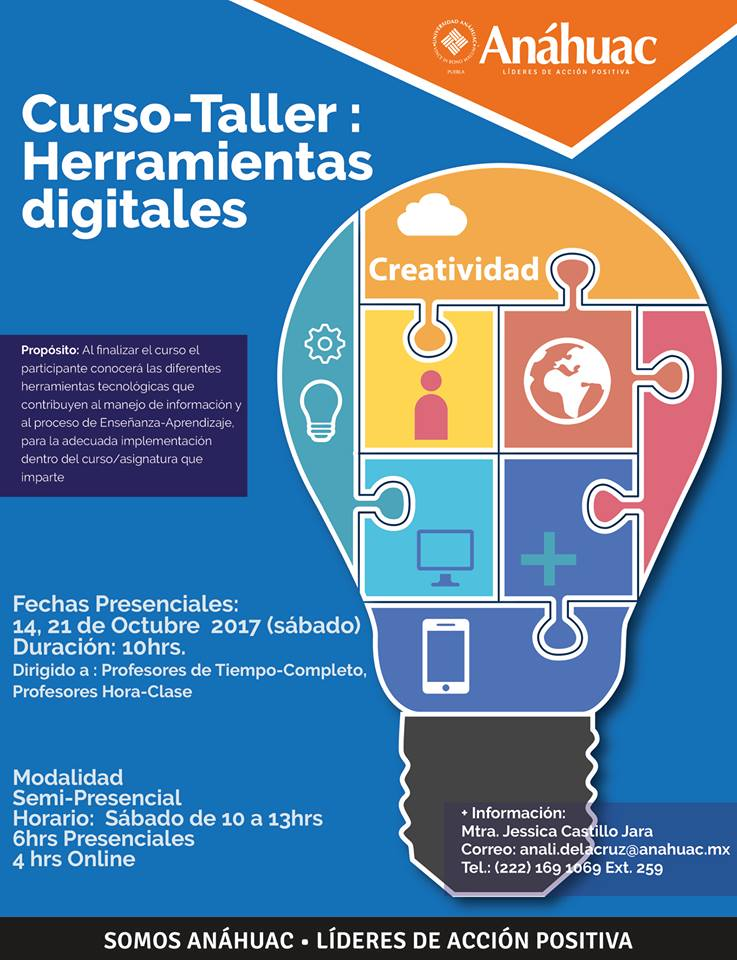 Anáhuac
LÍDERES DE ACCIÓN POSITIVA
PUEBLA
Curso-Taller :
Herramientas
digitales
Creatividad
Propósito: Al finalizar el curso el
participante conocerá las diferentes
herramientas tecnológicas que
contribuyen al manejo de información y
al proceso de Enseñanza-Aprendizaje,
para la adecuada implementación
dentro del curso/asignatura que
imparte
Fechas Presenciales:
14, 21 de Octubre 2017 (sábado)
Duración: 10hrs.
Dirigido a : Profesores de Tiempo-Completo,
Profesores Hora-Clase
Modalidad
Semi-Presencial
Horario: Sábado de 10 a 13hrs
6hrs Presenciales
4 hrs Online
+ Información:
Mtra. Jessica Castillo Jara
Correo: anali.delacruz@anahuac.mx
Tel.: (222) 169 1069 Ext. 259
SOMOS ANÁHUAC • LÍDERES DE ACCIÓN POSITIVA